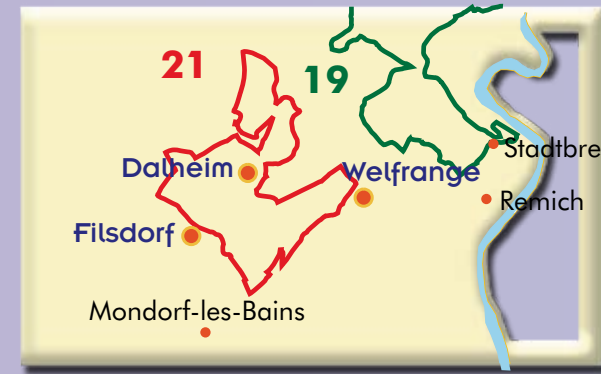 21
19
Stadtbre
Dalheim
Welfrange
Remich
Filsdorf
Mondorf-les-Bains